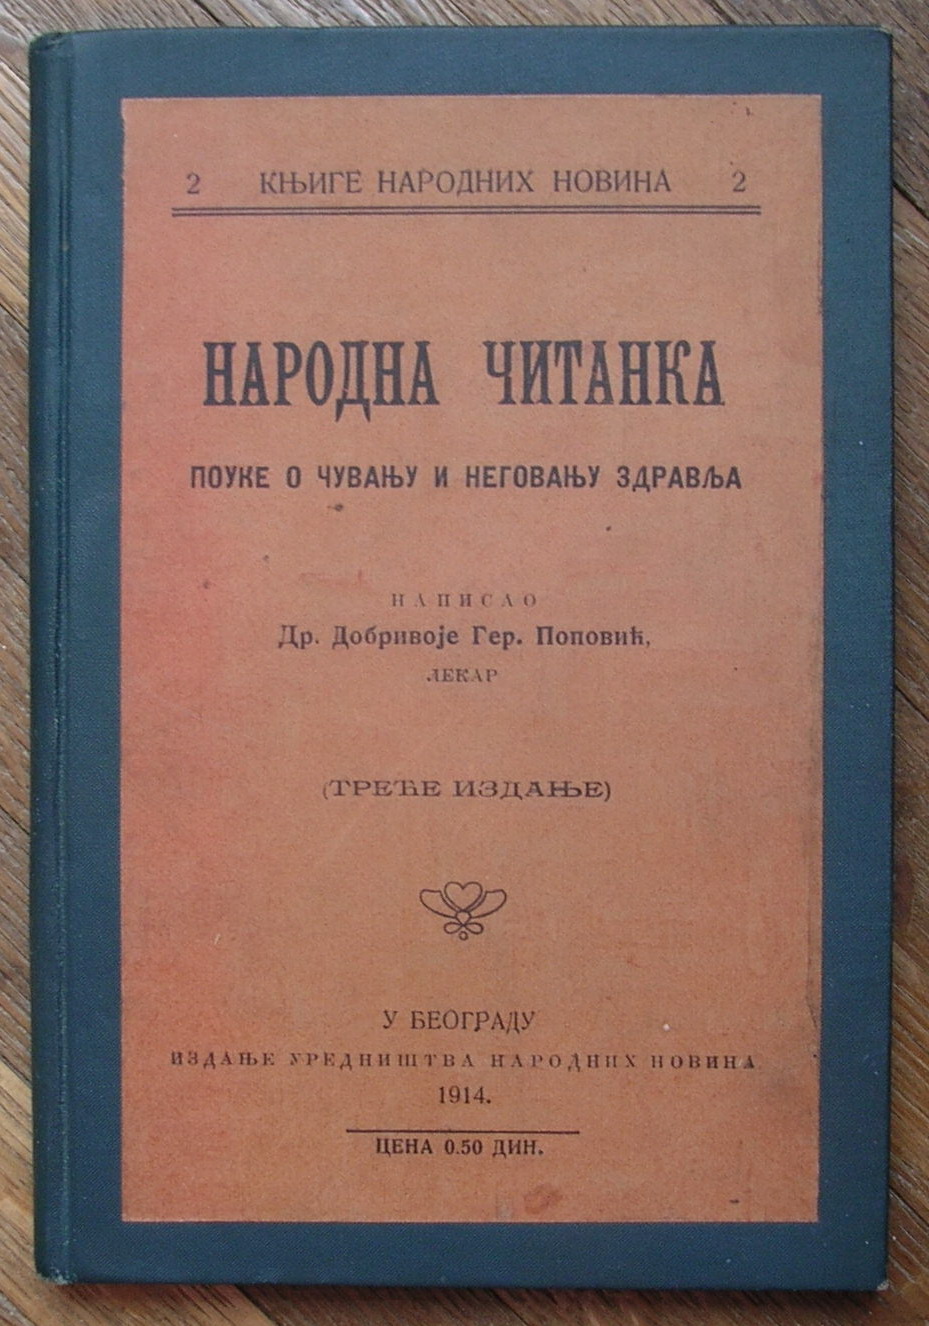 2 КЊИГЕ НАРОДНИХ НОВИНА 2
НАРОДНА ЧИТАНКА
ПОУКЕ О ЧУВАЊУ И НЕГОВАЊУ ЗДРАВЉА
НАПИСАО
Др. Добривоје Гер. Поповић,
ЛЕКАР
(ТРЕЋЕ ИЗДАЊЕ)
У БЕОГРАДУ
ИЗДАЊЕ УРЕДНИШТВА НАРОДНИХ НОВИНА
1914.
ЦЕНА 0.50 ДИН.